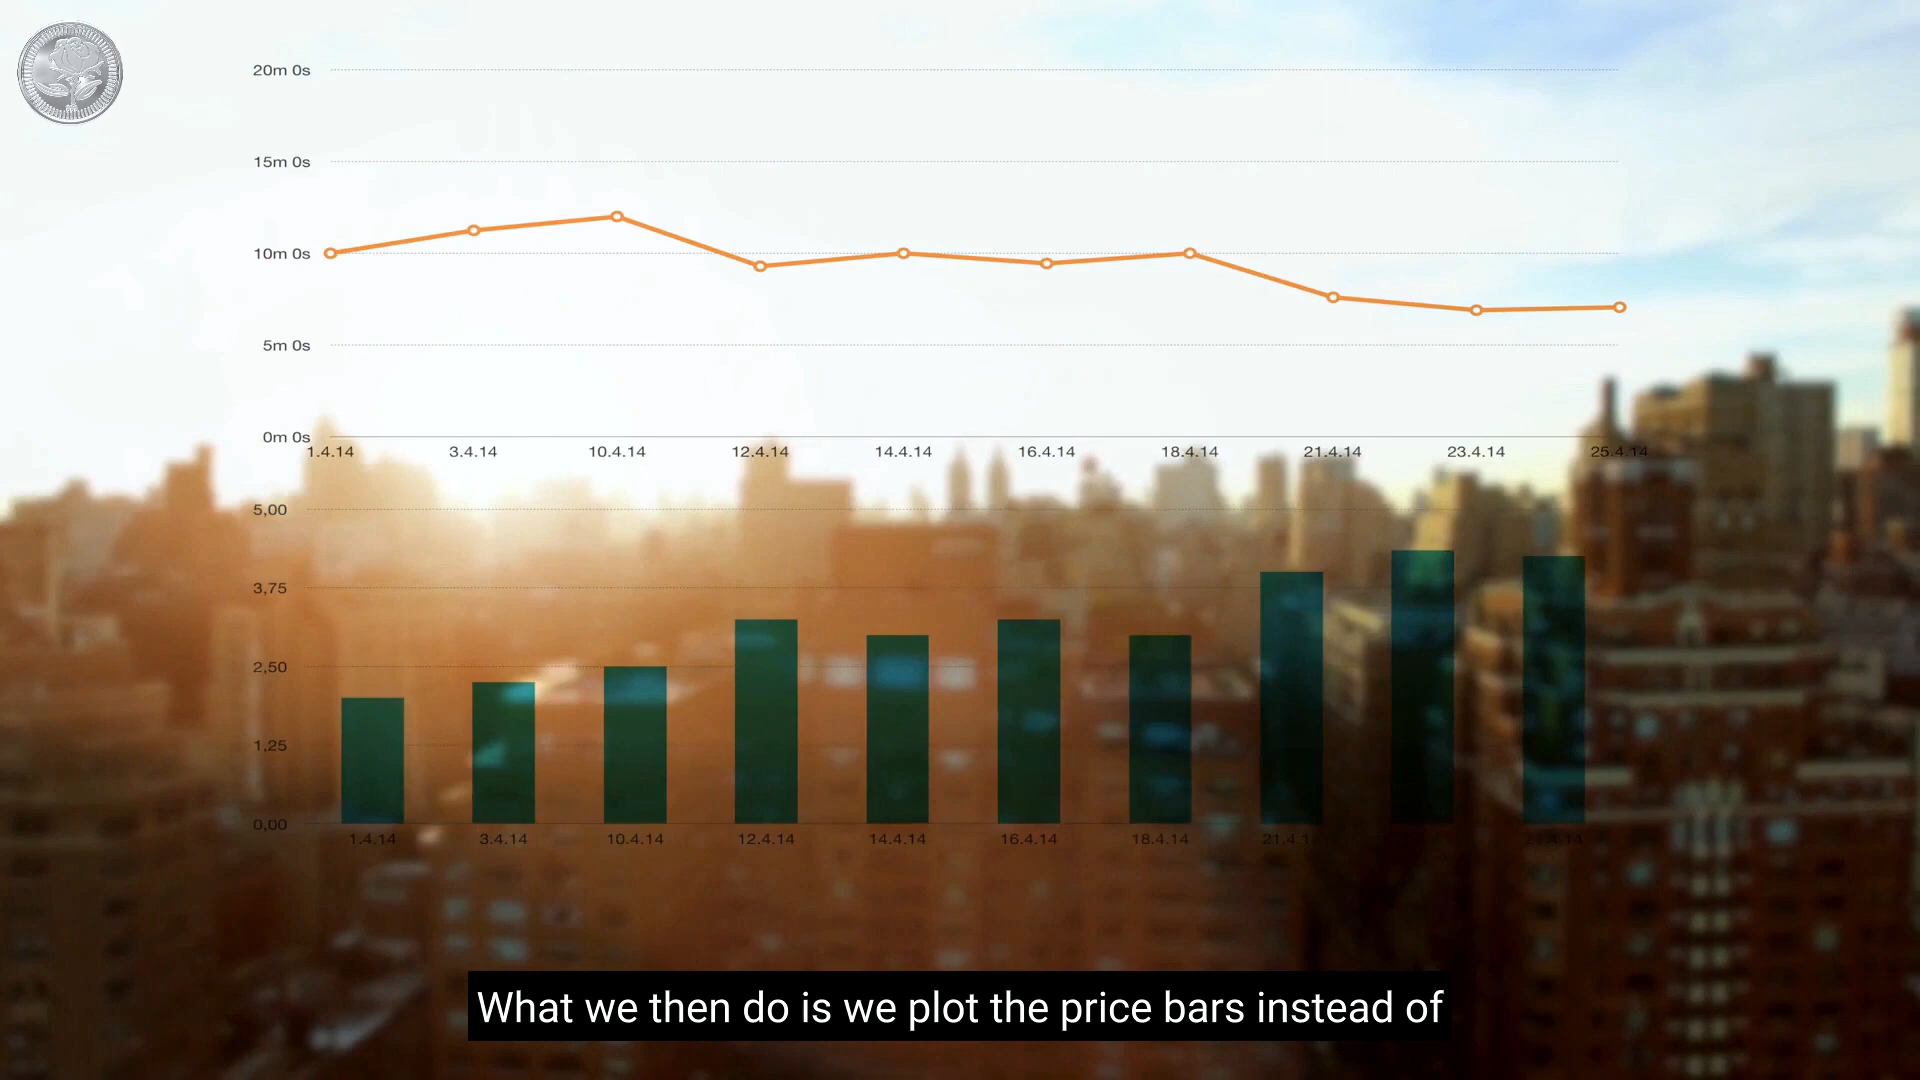 20m 0s
15m 0s
10m 0s
5m 0s
0m 0s
1.4.14 3.4.14 10.4.14 12.4.14 14.4.14 16.4.14 18.4.14 21.4.14 23.4.14 25.4.14
5,00
3,75
2,50
1,25
0,00
1.4.14 3.4.14 10.4.14 12.4.14 14.4.14 16.4.14 18.4.14
What we then do is we plot the price bars instead of